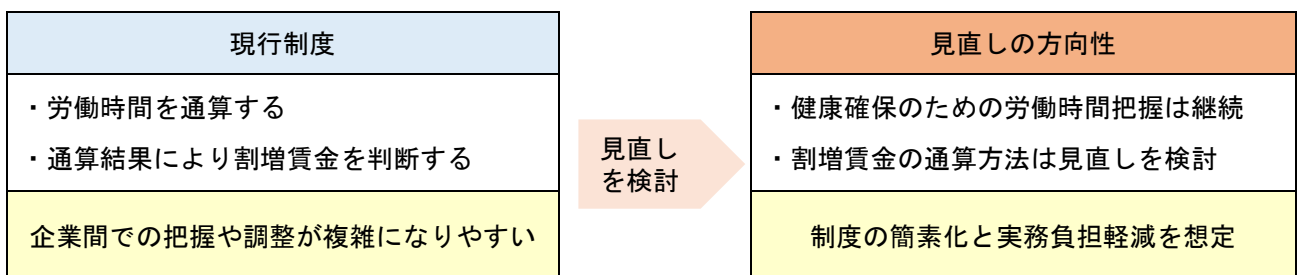 現行制度
・労働時間を通算する
・通算結果により割増賃金を判断する
企業間での把握や調整が複雑になりやすい
見直し
を検討
見直しの方向性
・健康確保のための労働時間把握は継続
・割増賃金の通算方法は見直しを検討
制度の簡素化と実務負担軽減を想定